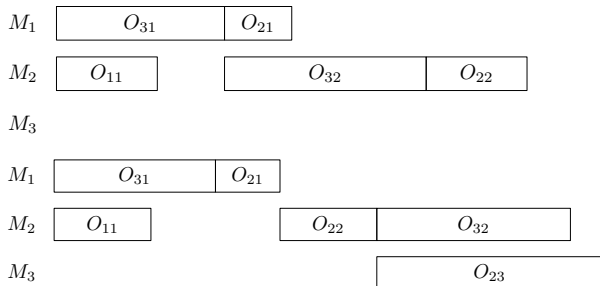 M₁ O₃₁ O₂₁
M₂ O₁₁ O₃₂ O₂₂
M₃
M₁ O₃₁ O₂₁
M₂ O₁₁ O₂₂ O₃₂
M₃ O₂₃